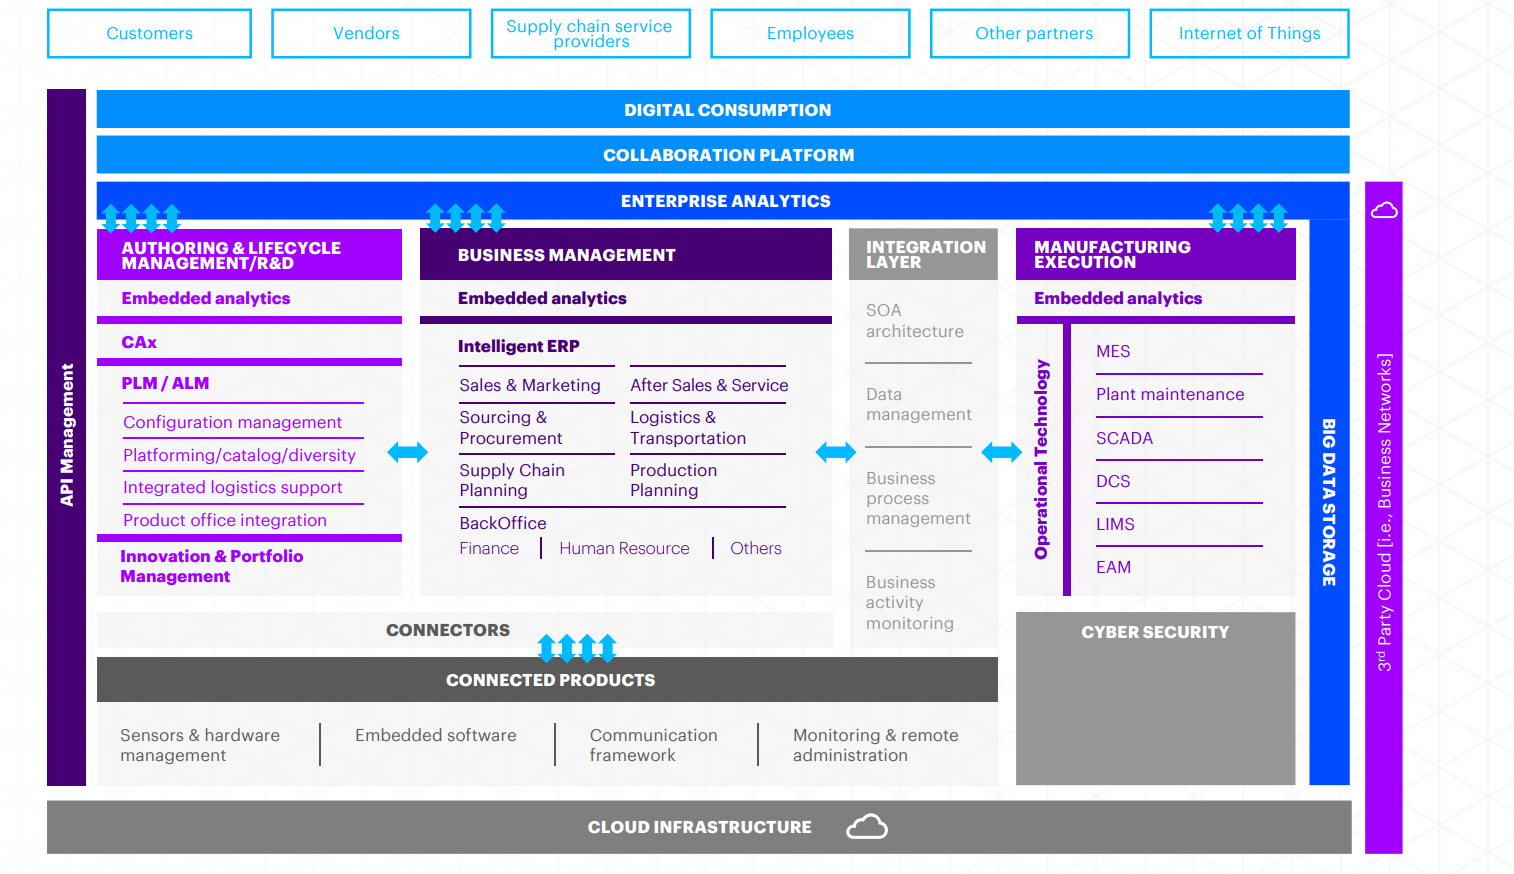 Customers
Vendors
Supply chain service
providers
Employees
Other partners
Internet of Things
DIGITAL CONSUMPTION
COLLABORATION PLATFORM
ENTERPRISE ANALYTICS
API Management
AUTHORING & LIFECYCLE
MANAGEMENT/R&D
Embedded analytics
CAx
PLM / ALM
Configuration management
Platforming/catalog/diversity
Integrated logistics support
Product office integration
Innovation & Portfolio
Management
BUSINESS MANAGEMENT
Embedded analytics
Intelligent ERP
Sales & Marketing
After Sales & Service
Sourcing &
Procurement
Logistics &
Transportation
Supply Chain
Planning
Production
Planning
BackOffice
Finance
Human Resource
Others
INTEGRATION
LAYER
SOA
architecture
Data
management
Business
process
management
Business
activity
monitoring
MANUFACTURING
EXECUTION
Embedded analytics
Operational Technology
MES
Plant maintenance
SCADA
DCS
LIMS
EAM
BIG DATA STORAGE
3rd Party Cloud [i.e., Business Networks]
CONNECTORS
CONNECTED PRODUCTS
Sensors & hardware
management
Embedded software
Communication
framework
Monitoring & remote
administration
CYBER SECURITY
CLOUD INFRASTRUCTURE